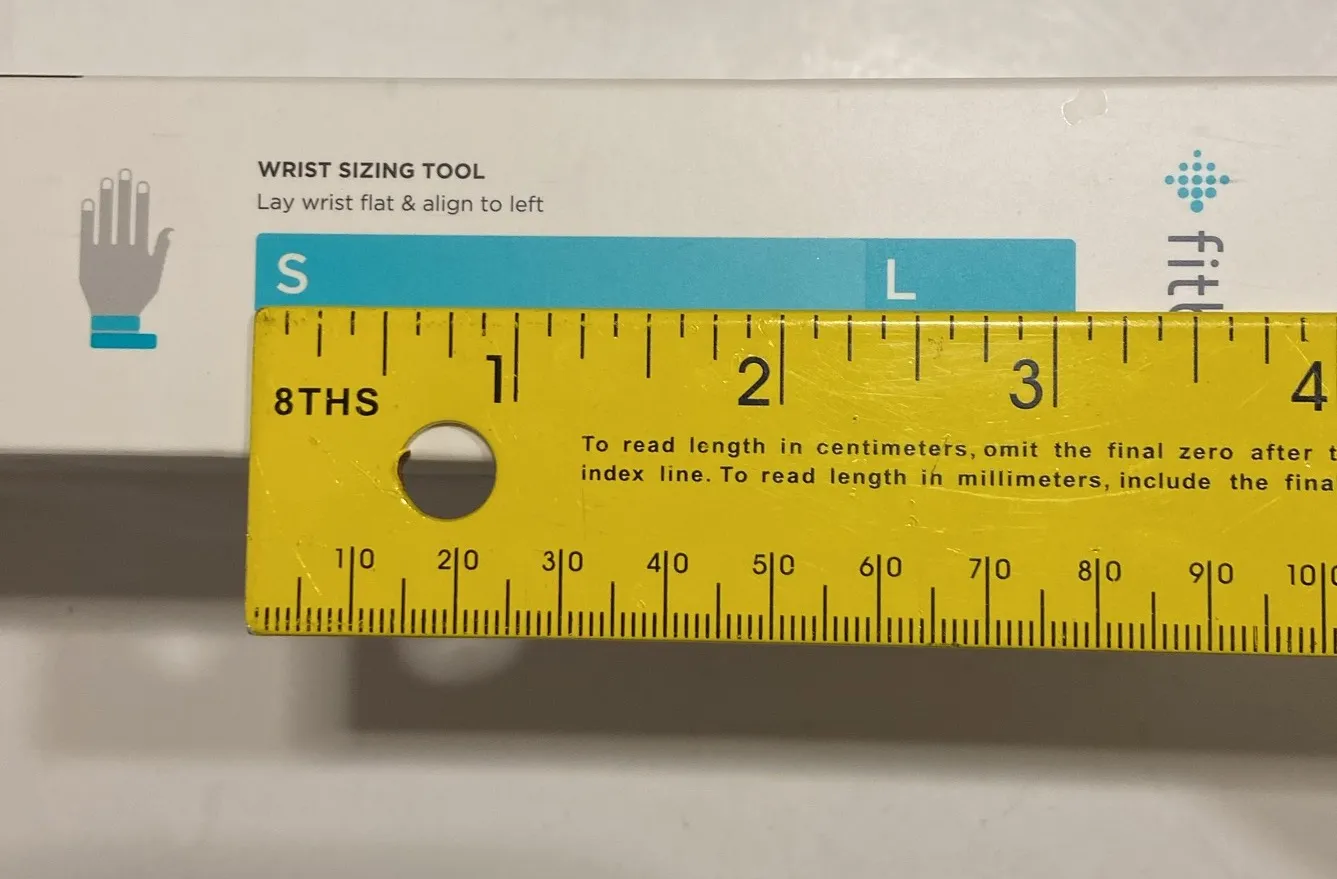 WRIST SIZING TOOL
Lay wrist flat & align to left
S
L
fit
8THS
1
2
3
4
To read length in centimeters, omit the final zero after
index line. To read length in millimeters, include the
10
20
30
40
50
60
70
80
90
10